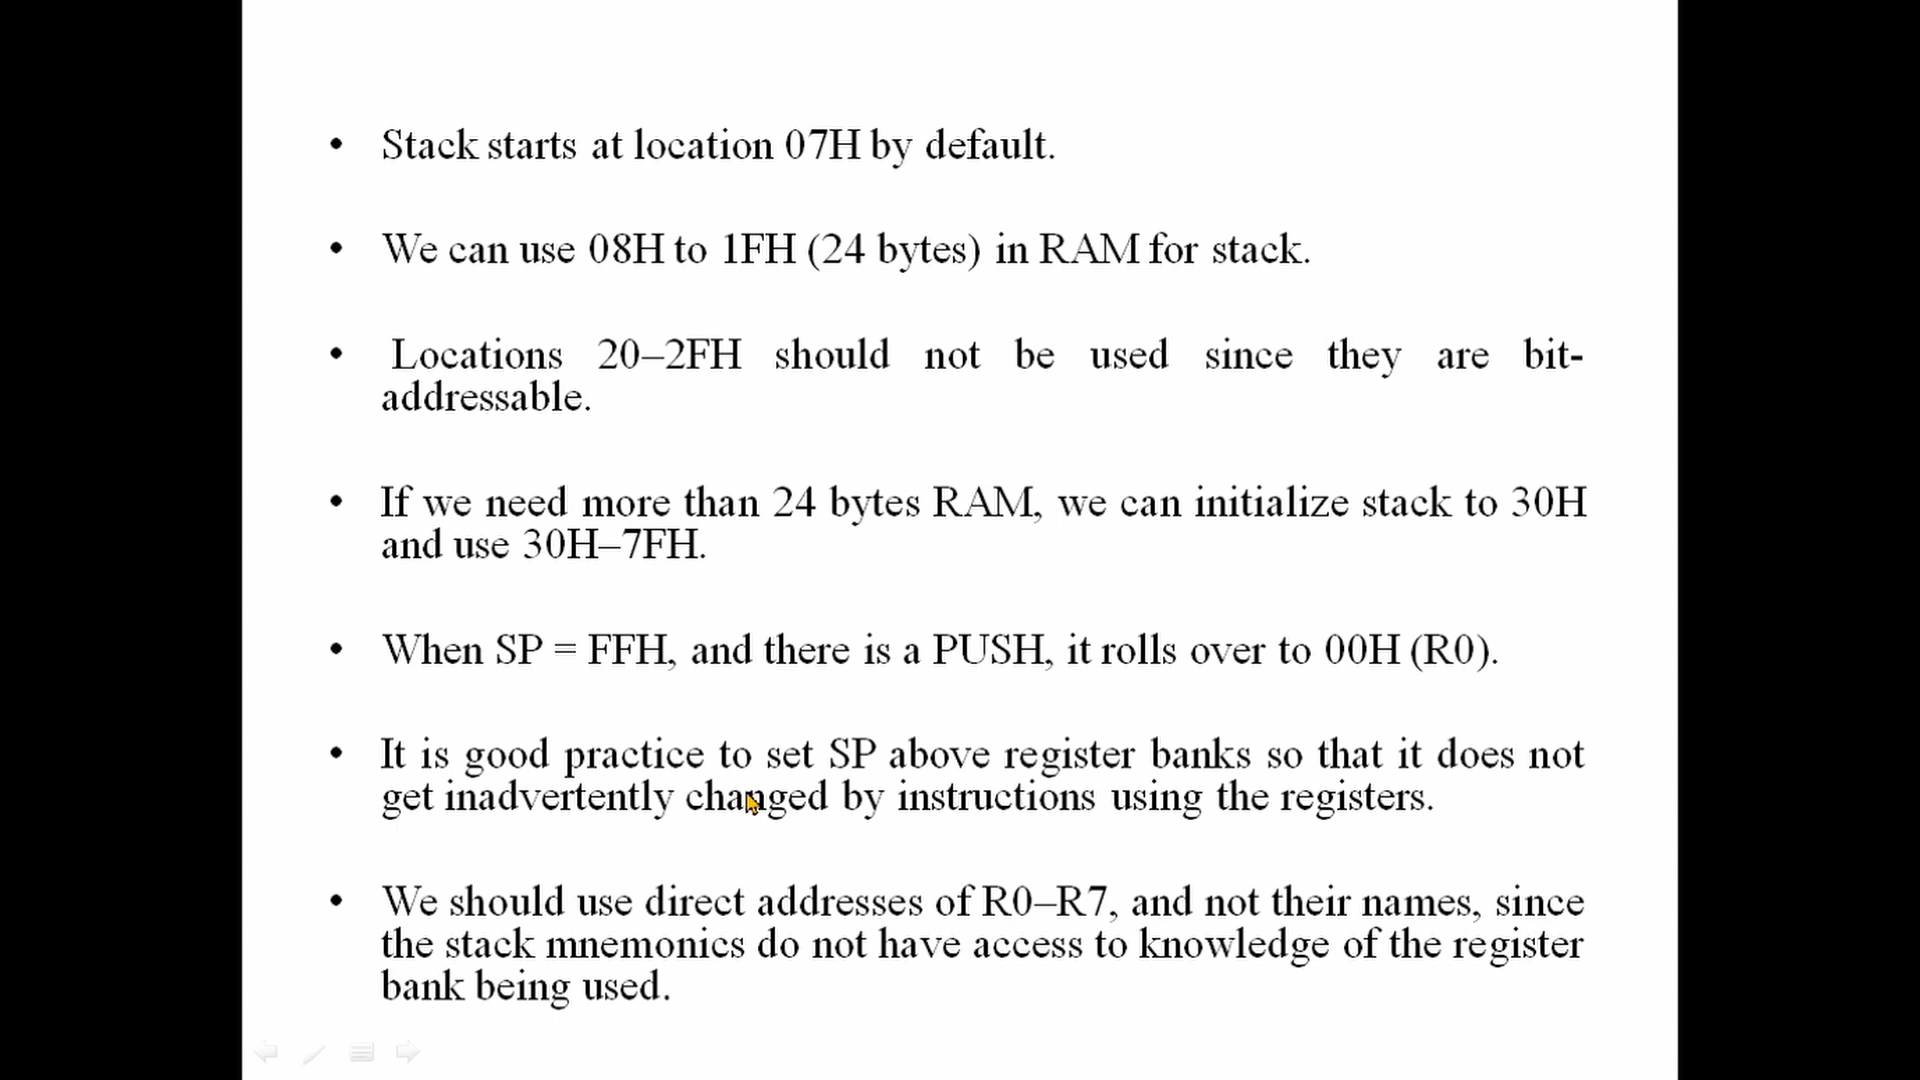 • Stack starts at location 07H by default.
• We can use 08H to 1FH (24 bytes) in RAM for stack.
• Locations 20–2FH should not be used since they are bit-
addressable.
• If we need more than 24 bytes RAM, we can initialize stack to 30H
and use 30H–7FH.
• When SP = FFH, and there is a PUSH, it rolls over to 00H (R0).
• It is good practice to set SP above register banks so that it does not
get inadvertently changed by instructions using the registers.
• We should use direct addresses of R0–R7, and not their names, since
the stack mnemonics do not have access to knowledge of the register
bank being used.